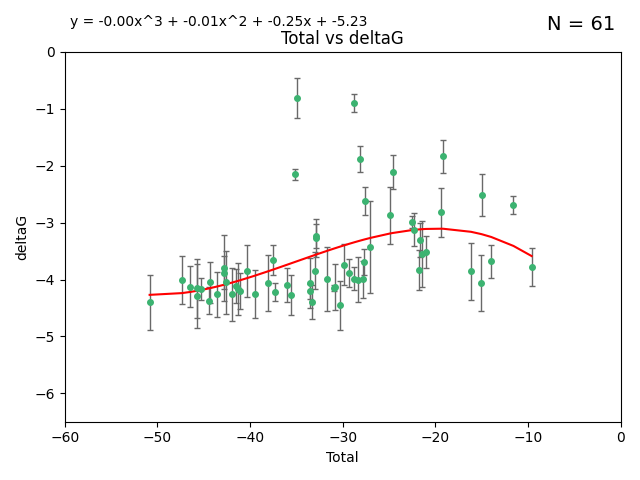 y = -0.00x^3 + -0.01x^2 + -0.25x + -5.23
N = 61
Total vs deltaG
0
−1
−2
−3
−4
−5
−6
deltaG
−60 −50 −40 −30 −20 −10 0
Total